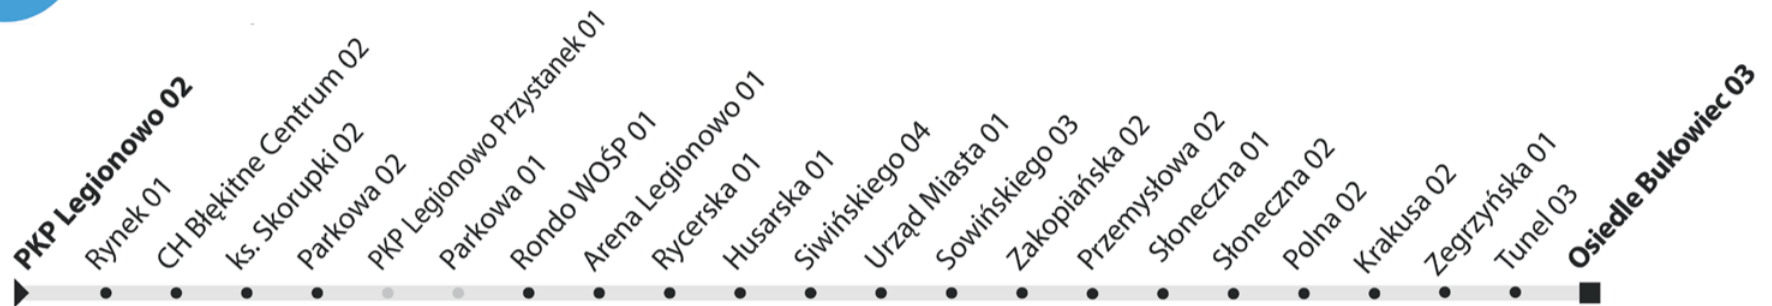 PKP Legionowo 02
Rynek 01
CH Błękitne Centrum 02
ks. Skorupki 02
Parkowa 02
PKP Legionowo Przystanek 01
Parkowa 01
Rondo WOŚP 01
Arena Legionowo 01
Rycerska 01
Husarska 01
Siwińskiego 04
Urząd Miasta 01
Sowińskiego 03
Zakopiańska 02
Przemysłowa 02
Słoneczna 01
Słoneczna 02
Polna 02
Krakusa 02
Zegrzyńska 01
Tunel 03
Osiedle Bukowiec 03